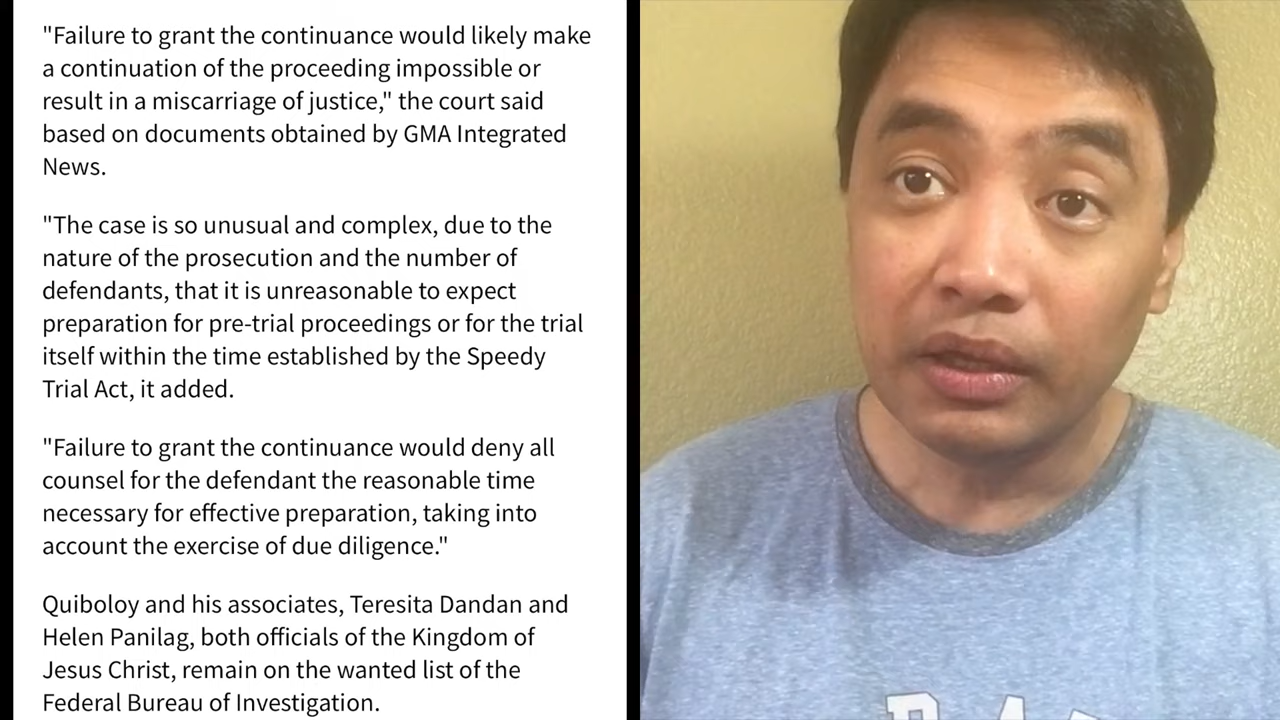 "Failure to grant the continuance would likely make
a continuation of the proceeding impossible or
result in a miscarriage of justice," the court said
based on documents obtained by GMA Integrated
News.
"The case is so unusual and complex, due to the
nature of the prosecution and the number of
defendants, that it is unreasonable to expect
preparation for pre-trial proceedings or for the trial
itself within the time established by the Speedy
Trial Act, it added.
"Failure to grant the continuance would deny all
counsel for the defendant the reasonable time
necessary for effective preparation, taking into
account the exercise of due diligence."
Quiboloy and his associates, Teresita Dandan and
Helen Panilag, both officials of the Kingdom of
Jesus Christ, remain on the wanted list of the
Federal Bureau of Investigation.